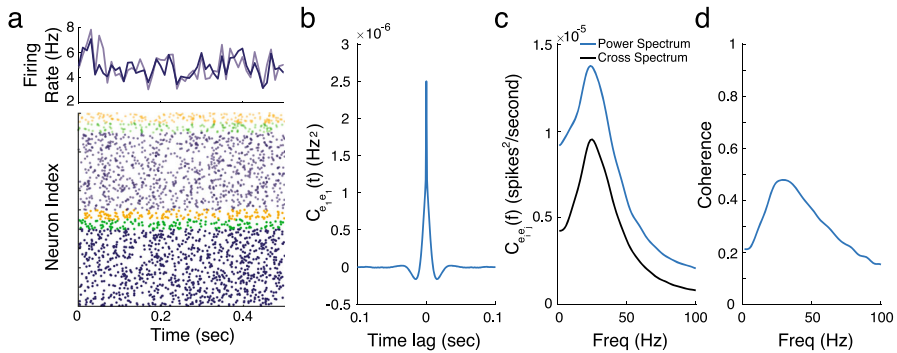 a
Firing
Rate (Hz)
8
6
4
2
Neuron Index
0
0.2
0.4
Time (sec)
b
×10⁻⁶
C e₁e₁ (t) (Hz²)
3
2.5
2
1.5
1
0.5
0
-0.5
0.1
0
0.1
Time lag (sec)
c
×10⁻⁵
Power Spectrum
Cross Spectrum
C eᵢeⱼ (f) (spikes²/second)
1.5
1
0.5
0
0
50
100
Freq (Hz)
d
Coherence
1
0.8
0.6
0.4
0,2
0
0
50
100
Freq (Hz)